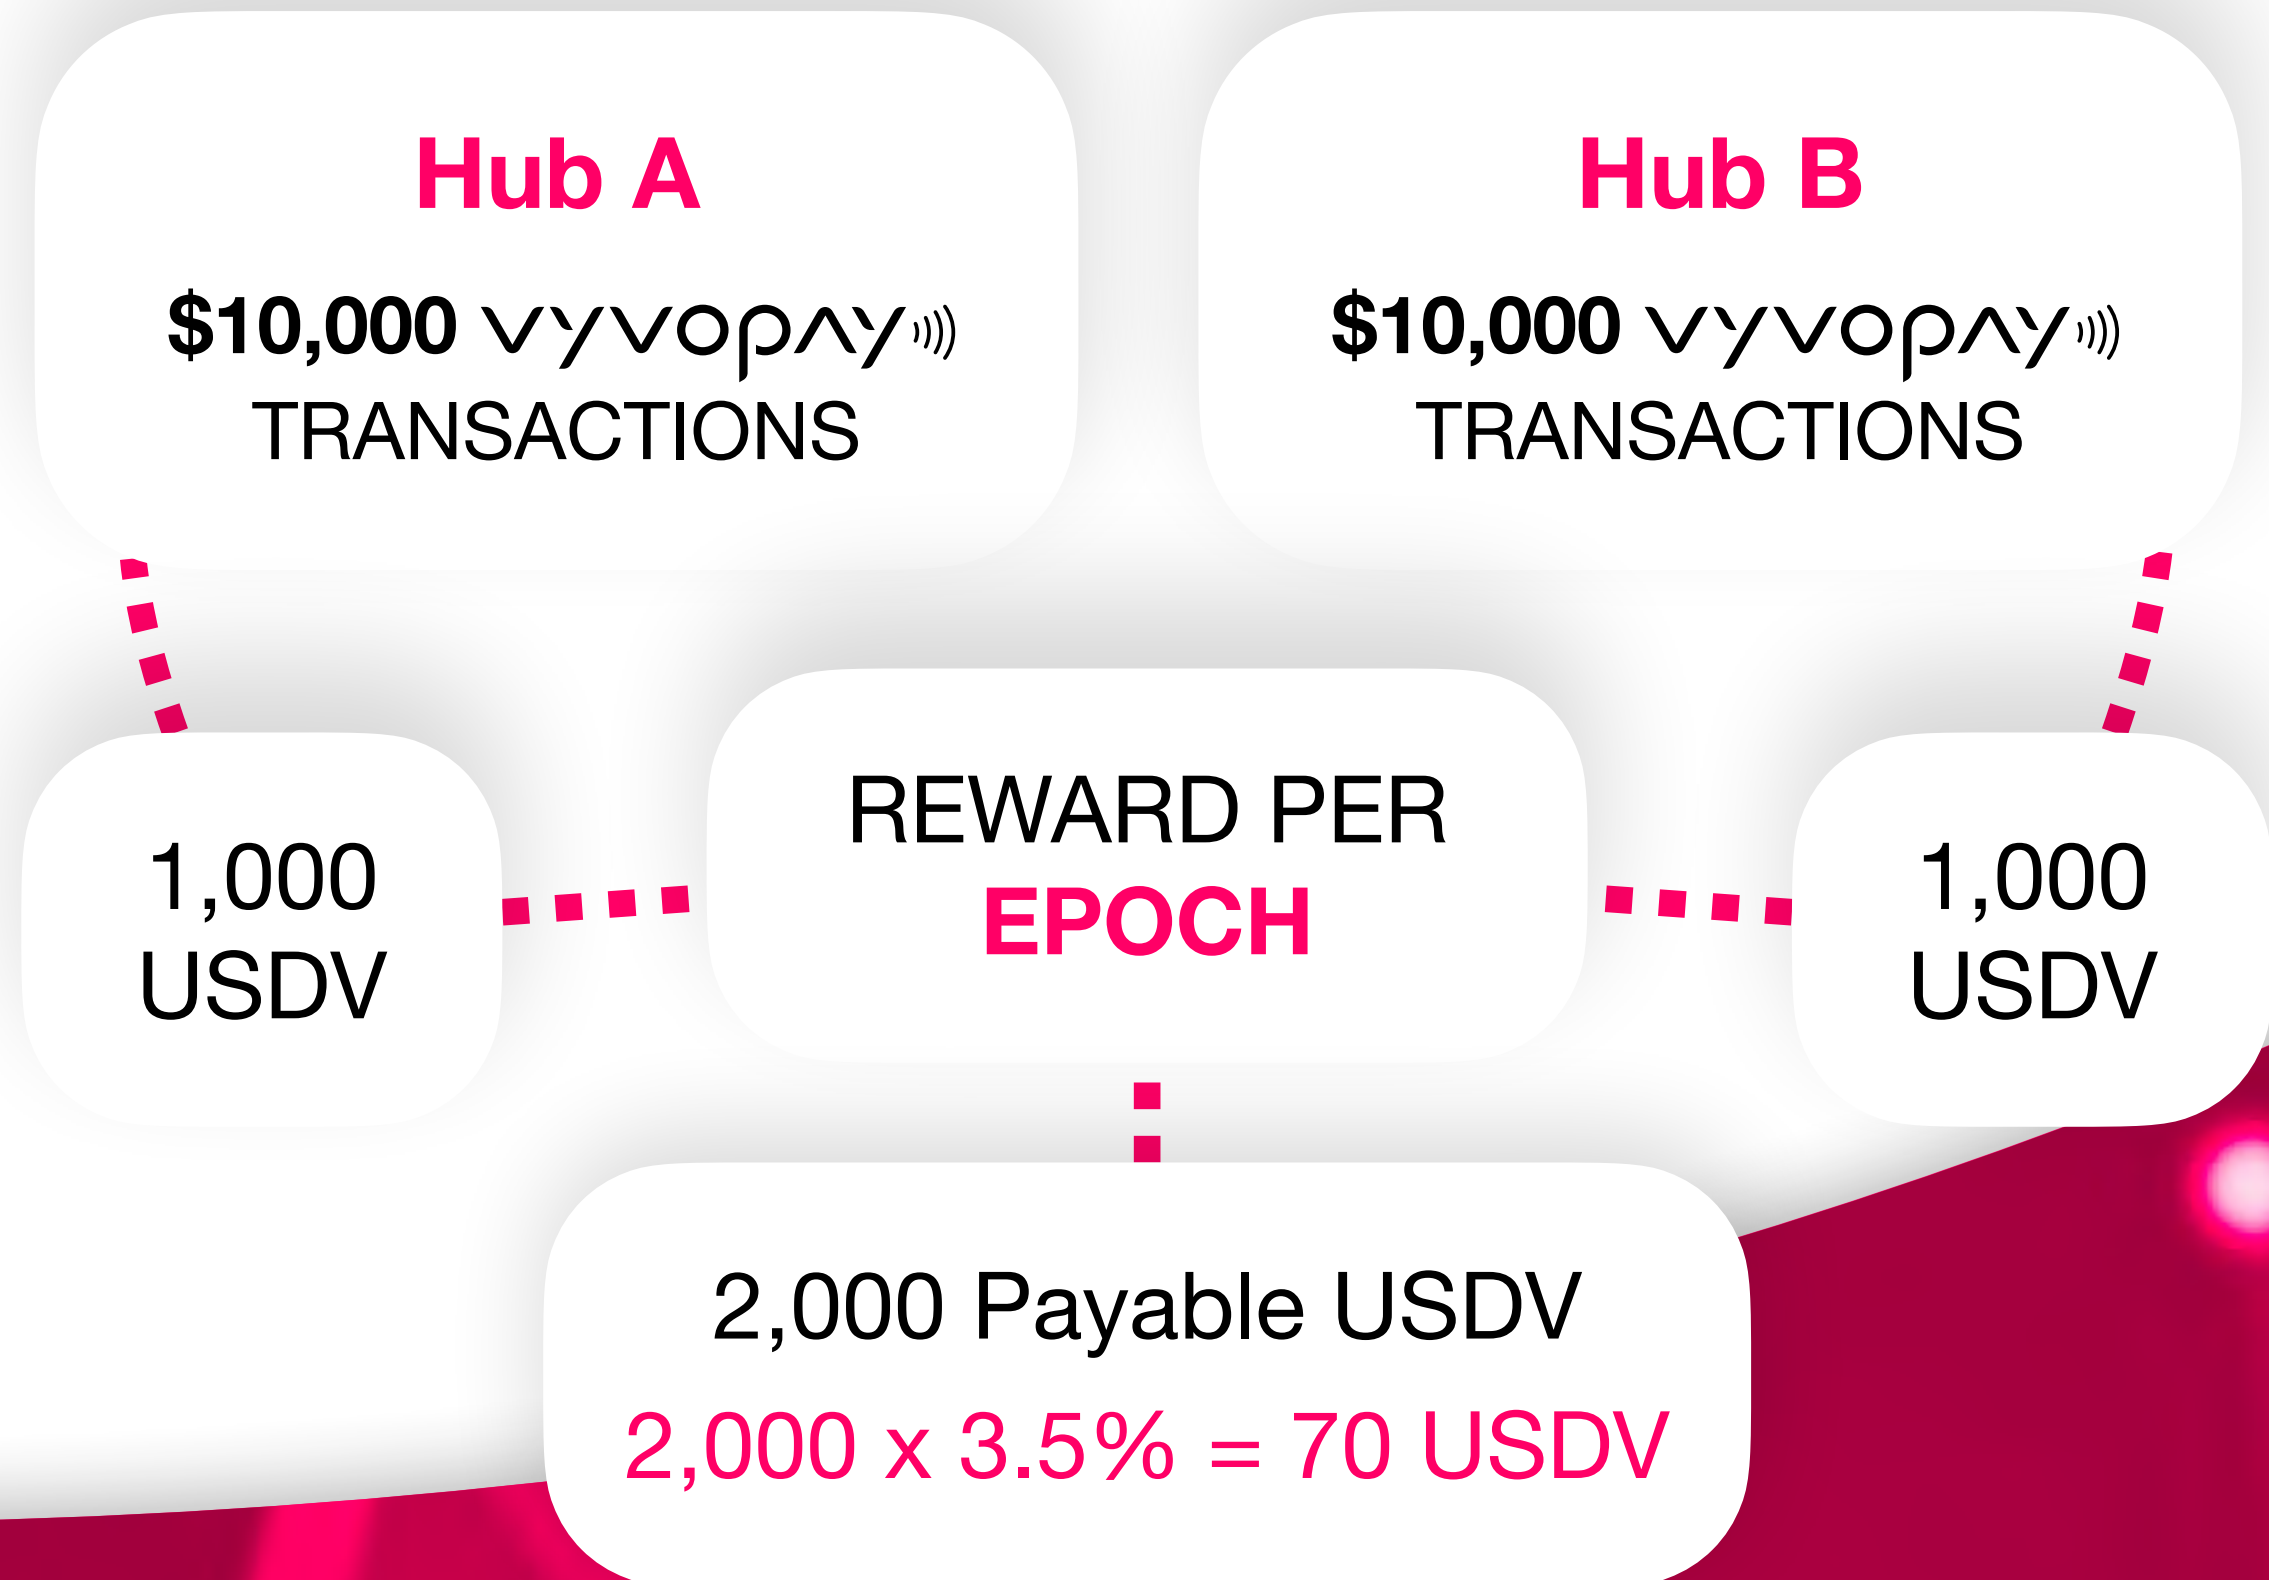 Hub A
$10,000 vyvopay
TRANSACTIONS
Hub B
$10,000 vyvopay
TRANSACTIONS
1,000
USDV
REWARD PER
EPOCH
1,000
USDV
2,000 Payable USDV
2,000 x 3.5% = 70 USDV